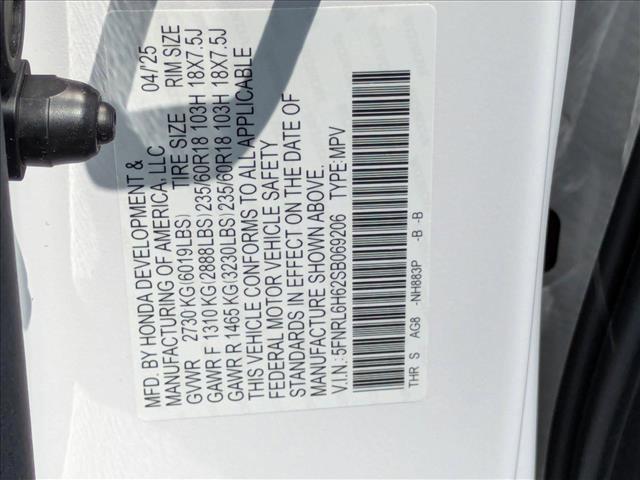 MFD. BY HONDA DEVELOPMENT &
MANUFACTURING OF AMERICA, LLC 04/'25
GVWR 2730 KG(6019LBS) TIRE SIZE RIM SIZE
GAWR F 1310 KG(2888LBS)235/60R18 103H 18X7.5J
GAWR R 1465 KG(3230LBS)235/60R18 103H 18X7.5J
THIS VEHICLE CONFORMS TO ALL APPLICABLE
FEDERAL MOTOR VEHICLE SAFETY
STANDARDS IN EFFECT ON THE DATE OF
MANUFACTURE SHOWN ABOVE.
V.I.N.:5FNRL6H62SB069206 TYPE:MPV
THR S AG8 -NH883P -B -B